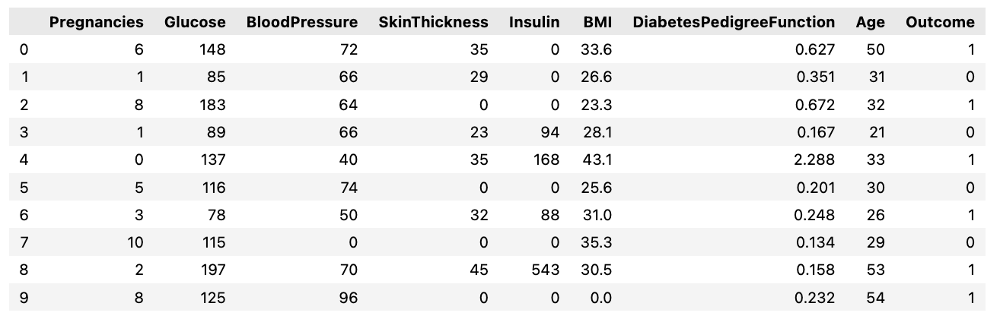 Pregnancies Glucose BloodPressure SkinThickness Insulin BMI DiabetesPedigreeFunction Age Outcome
0 6 148 72 35 0 33.6 0.627 50 1
1 1 85 66 29 0 26.6 0.351 31 0
2 8 183 64 0 0 23.3 0.672 32 1
3 1 89 66 23 94 28.1 0.167 21 0
4 0 137 40 35 168 43.1 2.288 33 1
5 5 116 74 0 0 25.6 0.201 30 0
6 3 78 50 32 88 31.0 0.248 26 1
7 10 115 0 0 0 35.3 0.134 29 0
8 2 197 70 45 543 30.5 0.158 53 1
9 8 125 96 0 0 0.0 0.232 54 1